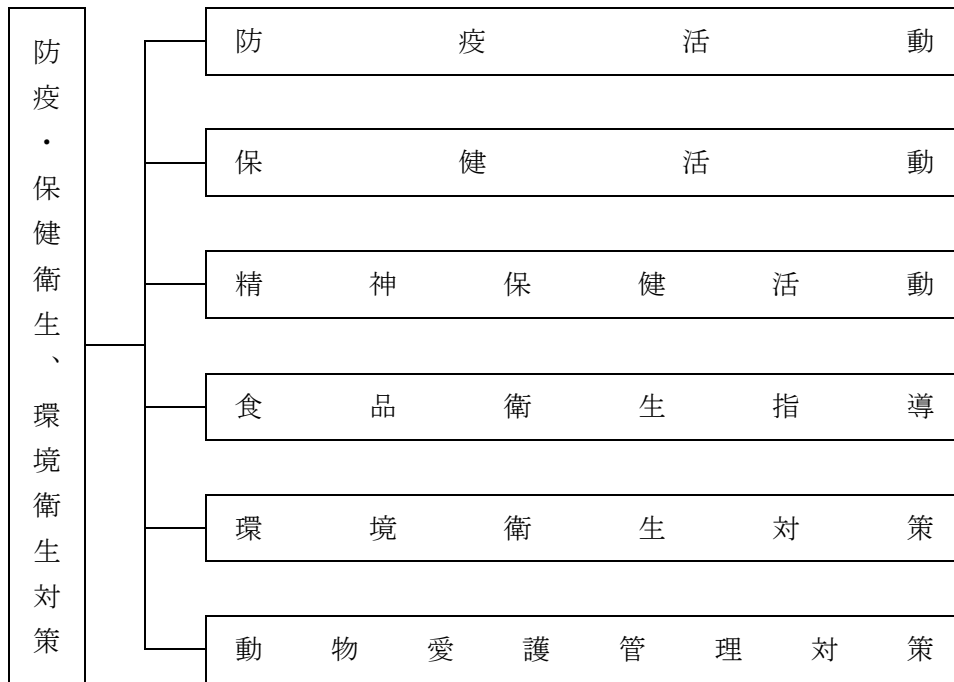 防疫・保健衛生、環境衛生対策
防疫活動
保健活動
精神保健活動
食品衛生指導
環境衛生対策
動物愛護管理対策